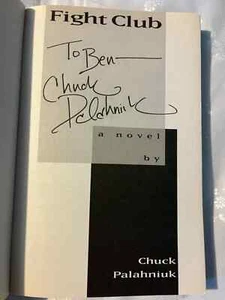 Fight Club
To Ben—
Chuck
Palahniuk
a novel
by
Chuck
Palahniuk